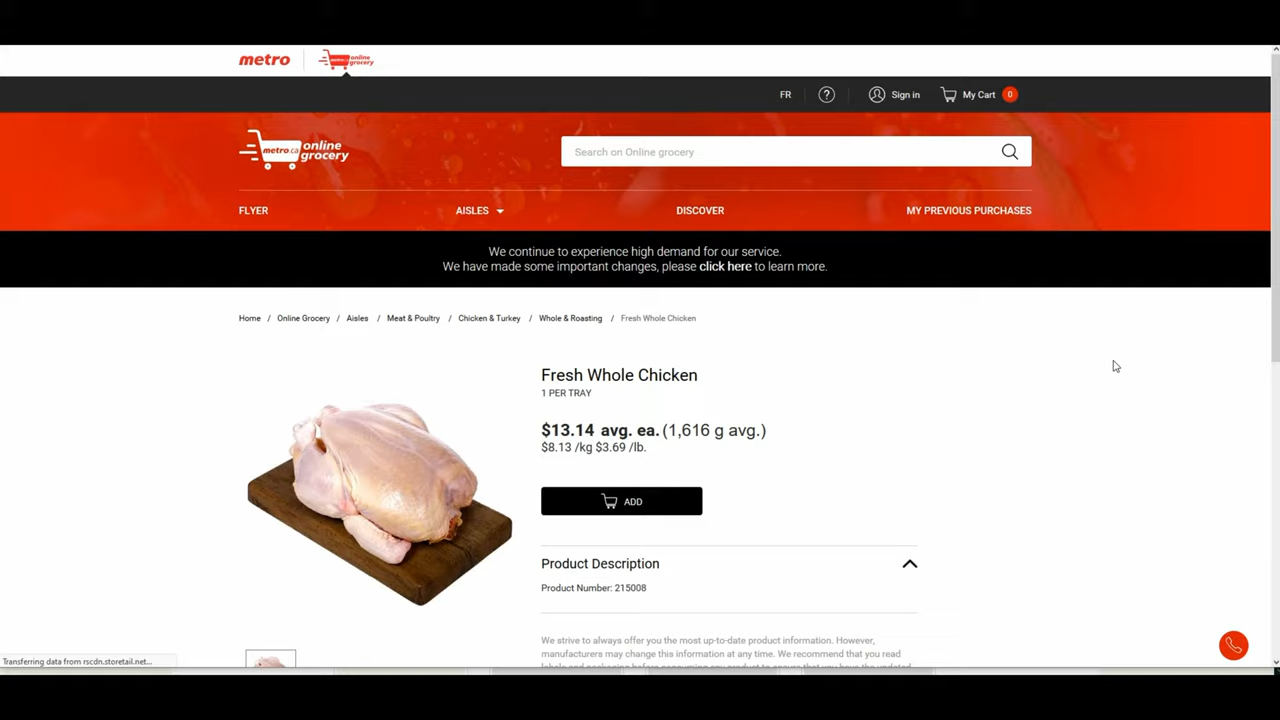 metro
metro.ca online grocery
FR
Sign in
My Cart 0
metro.ca online grocery
Search on Online grocery
FLYER
AISLES
DISCOVER
MY PREVIOUS PURCHASES
We continue to experience high demand for our service.
We have made some important changes, please click here to learn more.
Home / Online Grocery / Aisles / Meat & Poultry / Chicken & Turkey / Whole & Roasting / Fresh Whole Chicken
Fresh Whole Chicken
1 PER TRAY
$13.14 avg. ea. (1,616 g avg.)
$8.13 /kg $3.69 /lb.
ADD
Product Description
Product Number: 215008
We strive to always offer you the most up-to-date product information. However,
manufacturers may change this information at any time. We recommend that you read
Transferring data from rscdn.storetail.net...